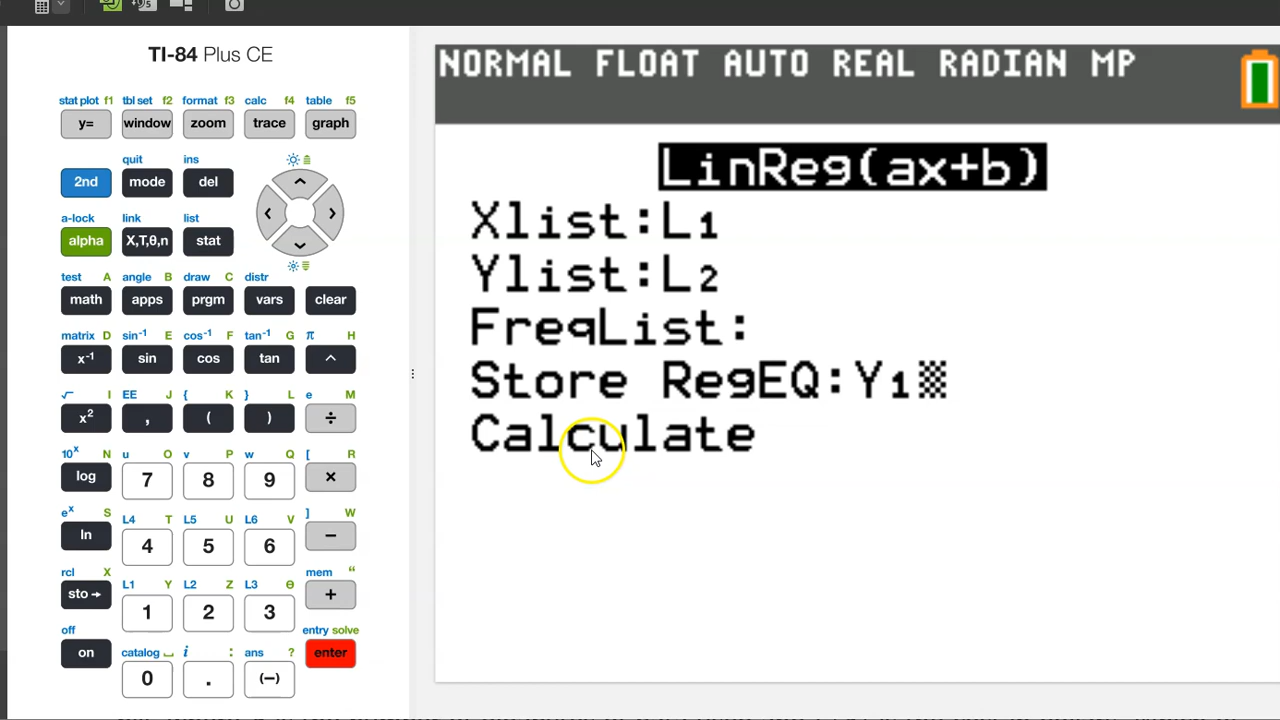 TI-84 Plus CE
stat plot f1 tbl set f2 format f3 calc f4 table f5
y= window zoom trace graph
quit ins
2nd mode del
a-lock link list
alpha X,T,θ,n stat
test A angle B draw C distr
math apps prgm vars clear
matrix D sin⁻¹ E cos⁻¹ F tan⁻¹ G π H
x⁻¹ sin cos tan ^
√ I EE J { K } L e M
x² , ( ) ÷
10ˣ N u O v P w Q [ R
log 7 8 9 ×
eˣ S L4 T L5 U L6 V ] W
ln 4 5 6 −
rcl X L1 Y L2 Z L3 θ mem “
sto→ 1 2 3 +
off catalog ⎵ i : ans ? entry solve
on 0 . (−) enter
NORMAL FLOAT AUTO REAL RADIAN MP
LinReg(ax+b)
Xlist:L₁
Ylist:L₂
FreqList:
Store RegEQ:Y₁
Calculate